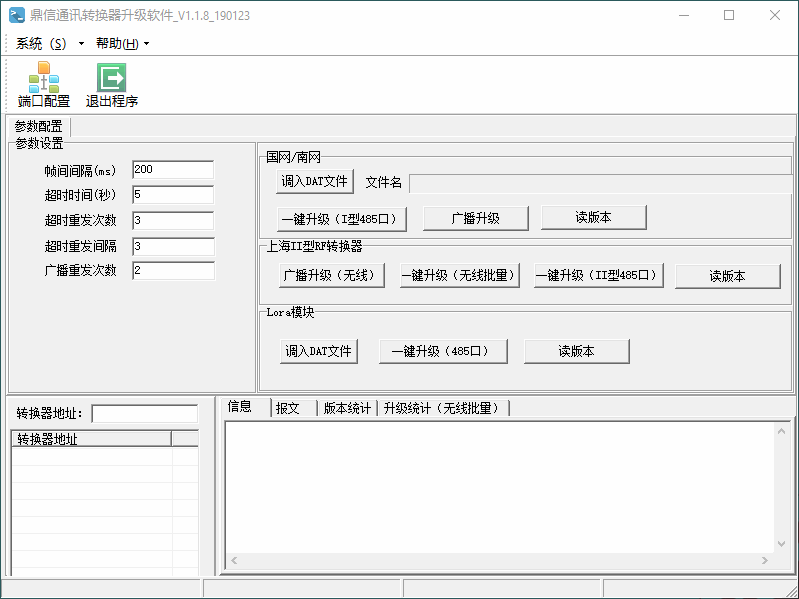 鼎信通讯转换器升级软件_V1.1.8_190123
系统（S） 帮助(H)
端口配置 退出程序
参数配置
参数设置
帧间间隔(ms) 200
超时时间(秒) 5
超时重发次数 3
超时重发间隔 3
广播重发次数 2
国网/南网
调入DAT文件 文件名
一键升级（I型485口） 广播升级 读版本
上海II型RF转换器
广播升级（无线） 一键升级（无线批量） 一键升级（II型485口） 读版本
Lora模块
调入DAT文件 一键升级（485口） 读版本
转换器地址：
转换器地址
信息 报文 版本统计 升级统计（无线批量）